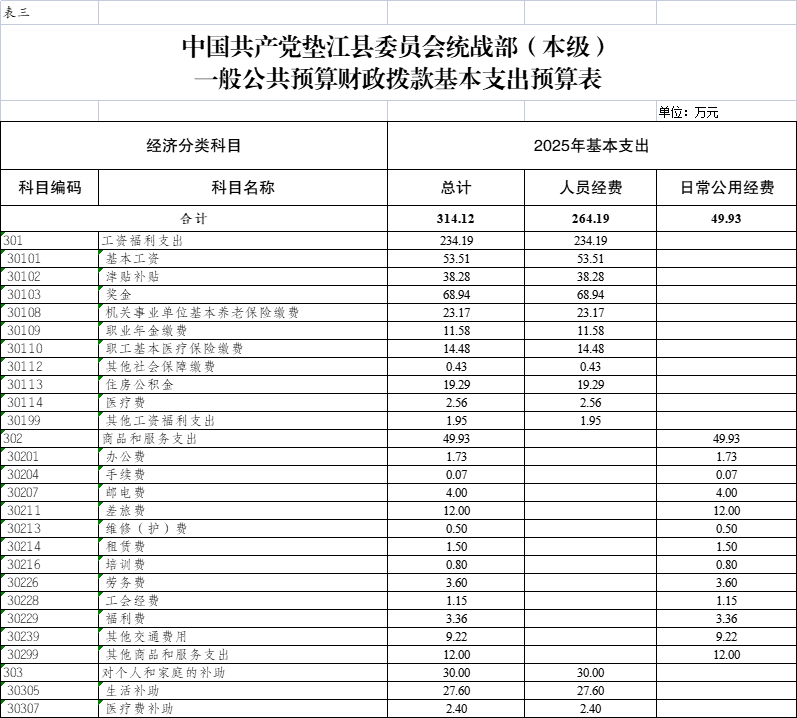 表三
中国共产党垫江县委员会统战部（本级）
一般公共预算财政拨款基本支出预算表
单位：万元
经济分类科目 2025年基本支出
科目编码 科目名称 总计 人员经费 日常公用经费
合计 314.12 264.19 49.93
301 工资福利支出 234.19 234.19
30101 基本工资 53.51 53.51
30102 津贴补贴 38.28 38.28
30103 奖金 68.94 68.94
30108 机关事业单位基本养老保险缴费 23.17 23.17
30109 职业年金缴费 11.58 11.58
30110 职工基本医疗保险缴费 14.48 14.48
30112 其他社会保障缴费 0.43 0.43
30113 住房公积金 19.29 19.29
30114 医疗费 2.56 2.56
30199 其他工资福利支出 1.95 1.95
302 商品和服务支出 49.93 49.93
30201 办公费 1.73 1.73
30204 手续费 0.07 0.07
30207 邮电费 4.00 4.00
30211 差旅费 12.00 12.00
30213 维修（护）费 0.50 0.50
30214 租赁费 1.50 1.50
30216 培训费 0.80 0.80
30226 劳务费 3.60 3.60
30228 工会经费 1.15 1.15
30229 福利费 3.36 3.36
30239 其他交通费用 9.22 9.22
30299 其他商品和服务支出 12.00 12.00
303 对个人和家庭的补助 30.00 30.00
30305 生活补助 27.60 27.60
30307 医疗费补助 2.40 2.40